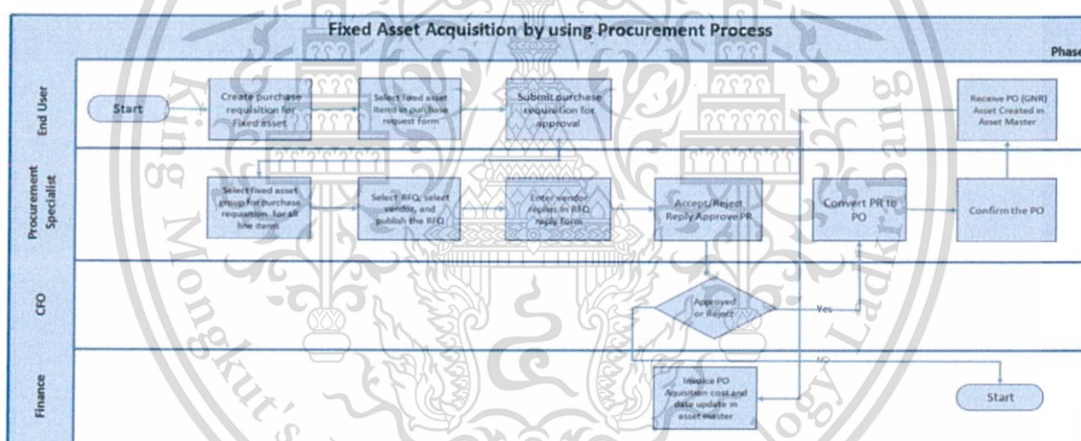 Fixed Asset Acquisition by using Procurement Process
Phase
End User
Start
Create purchase
requisition for
Fixed asset
Select fixed asset
items in purchase
request form
Submit purchase
requisition for
approval
Receive PO (GNR)
Asset Created in
Asset Master
Procurement
Specialist
Select fixed asset
group for purchase
requisition for all
line items
Select RFQ, select
vendor, and
publish the RFQ
Enter vendor
replies in RFQ
reply form
Accept/Reject
Reply Approve PR
Convert PR to
PO
Confirm the PO
CFO
Approved
or Reject
Yes
NO
Finance
Invoice PO
Aqunition cost and
date update in
asset master
Start
King Mongkut's
Ladkrabang